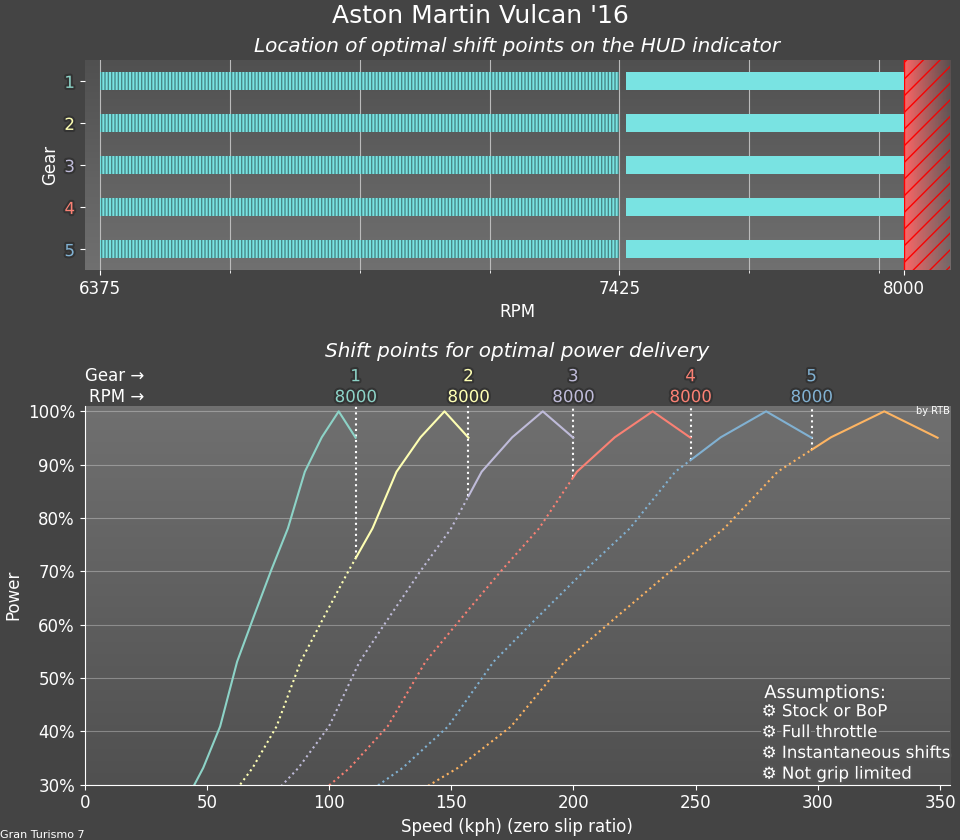 Aston Martin Vulcan '16
Location of optimal shift points on the HUD indicator
Gear
1
2
3
4
5
6375 7425 8000
RPM
Shift points for optimal power delivery
Gear → 1 2 3 4 5
RPM → 8000 8000 8000 8000 8000
by RTB
Power
100%
90%
80%
70%
60%
50%
40%
30%
Assumptions:
⚙ Stock or BoP
⚙ Full throttle
⚙ Instantaneous shifts
⚙ Not grip limited
0 50 100 150 200 250 300 350
Speed (kph) (zero slip ratio)
Gran Turismo 7